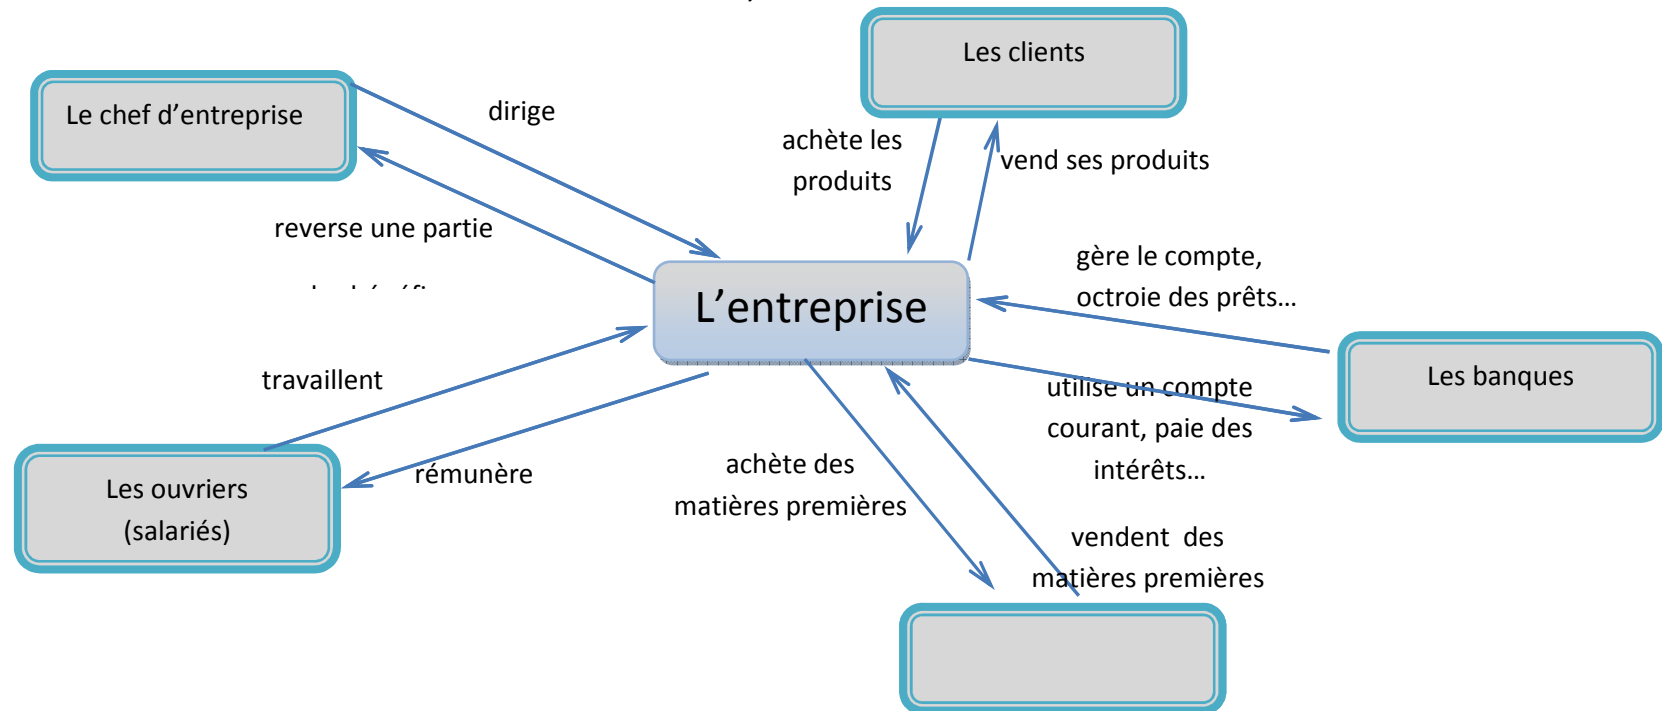 Les clients
Le chef d'entreprise
dirige
achète les
produits
vend ses produits
reverse une partie
gère le compte,
octroie des prêts…
L'entreprise
travaillent
Les banques
utilise un compte
courant, paie des
intérêts…
Les ouvriers
(salariés)
rémunère
achète des
matières premières
vendent des
matières premières